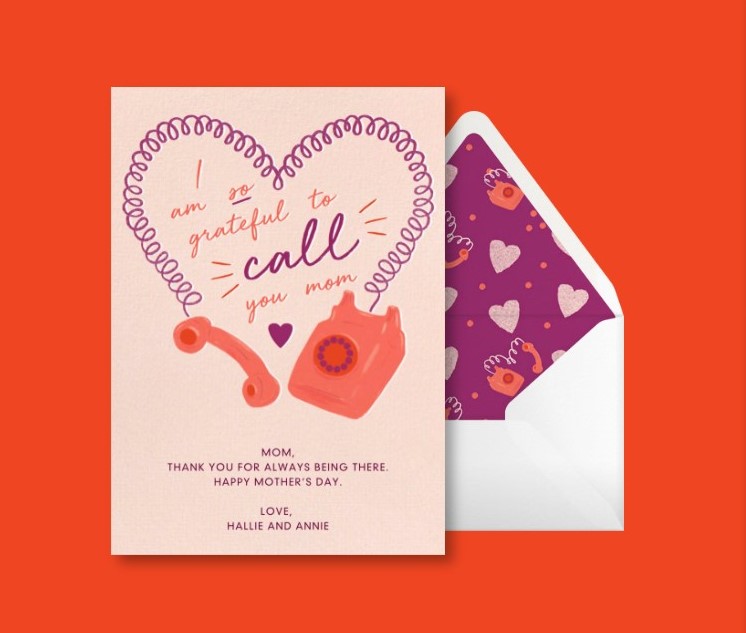 I
am so
grateful to
call
you mom
MOM,
THANK YOU FOR ALWAYS BEING THERE.
HAPPY MOTHER'S DAY.
LOVE,
HALLIE AND ANNIE